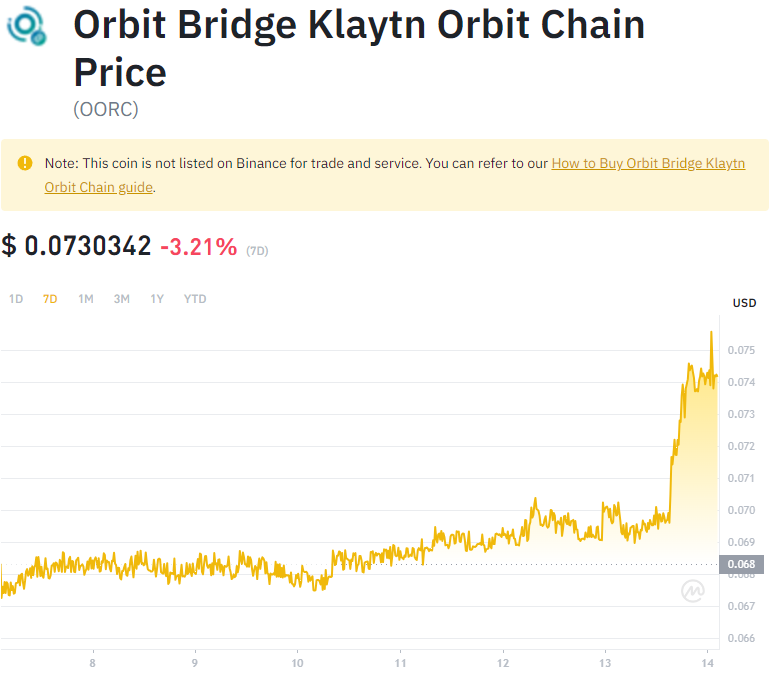 Orbit Bridge Klaytn Orbit Chain
Price
(OORC)
Note: This coin is not listed on Binance for trade and service. You can refer to our How to Buy Orbit Bridge Klaytn
Orbit Chain guide.
$ 0.0730342 -3.21% (7D)
1D 7D 1M 3M 1Y YTD
USD
0.075
0.074
0.073
0.072
0.071
0.070
0.069
0.068
0.068
0.067
0.066
8 9 10 11 12 13 14